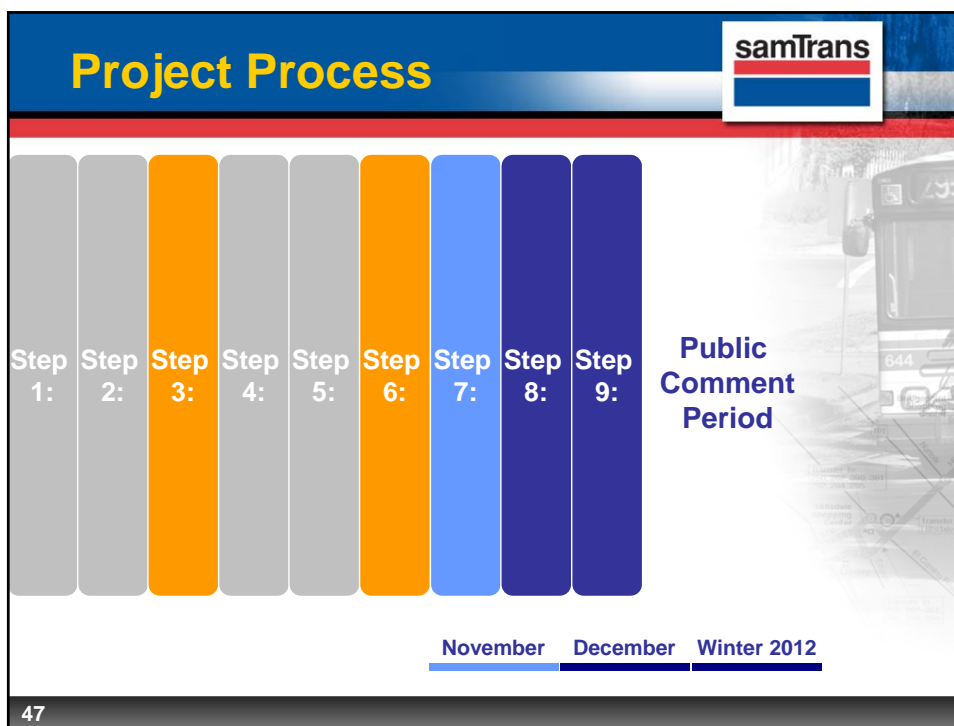 Project Process
samTrans
Step 1:
Step 2:
Step 3:
Step 4:
Step 5:
Step 6:
Step 7:
Step 8:
Step 9:
Public
Comment
Period
644
November December Winter 2012
47